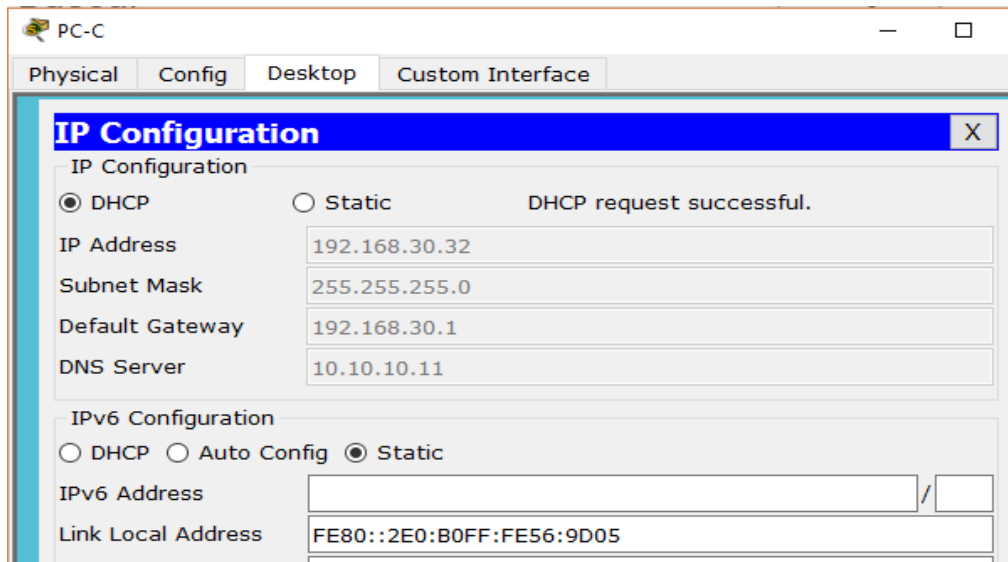 PC-C
Physical Config Desktop Custom Interface
IP Configuration X
IP Configuration
DHCP Static DHCP request successful.
IP Address 192.168.30.32
Subnet Mask 255.255.255.0
Default Gateway 192.168.30.1
DNS Server 10.10.10.11
IPv6 Configuration
DHCP Auto Config Static
IPv6 Address /
Link Local Address FE80::2E0:B0FF:FE56:9D05